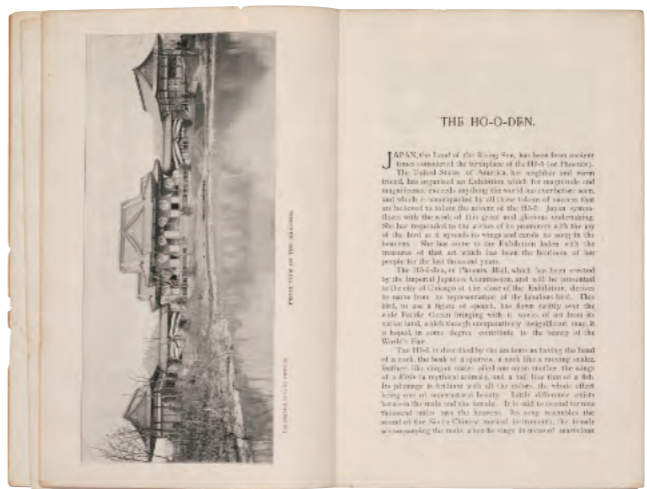 FRONT VIEW OF THE
THE HO-O-DEN.
JAPAN, the Land of the Rising Sun, has been from ancient
times considered the birthplace of the Hō-ō (or Phoenix).
The United States of America, her neighbor and warm
friend, has organized an Exhibition which for magnitude and
magnificence exceeds anything the world has ever before seen,
and which is accompanied by all those tokens of success that
are believed to follow the advent of the Hō-ō. Japan sympa-
thizes with the work of this great and glorious undertaking.
She has responded to the wishes of its promoters with the joy
of the bird as it spreads its wings and carols its song in the
heavens. She has come to the Exhibition laden with the
treasures of that art which has been the heirloom of her
people for the last thousand years.
The Hō-ō-den, or Phoenix Hall, which has been erected
by the Imperial Japanese Commission, and will be presented
to the city of Chicago at the close of the Exhibition, derives
its name from its representation of the fabulous bird. This
bird, to use a figure of speech, has flown swiftly over the
wide Pacific Ocean bringing with it works of art from its
native land, which though comparatively insignificant may, it
is hoped, in some degree contribute to the beauty of the
World's Fair.
The Hō-ō is described by the ancients as having the head
of a cock, the beak of a sparrow, a neck like a moving snake,
feathers like dragon scales piled one upon another, the wings
of a (a mythical animal), and a tail like that of a fish.
Its plumage is brilliant with all the colors, the whole effect
being one of supernatural beauty. Little difference exists
between the male and the female. It is said to ascend for nine
thousand miles into the heavens. Its song resembles the
sound of the Chinese musical instrument, the female
accompanying the male when he sings in tones of marvelous